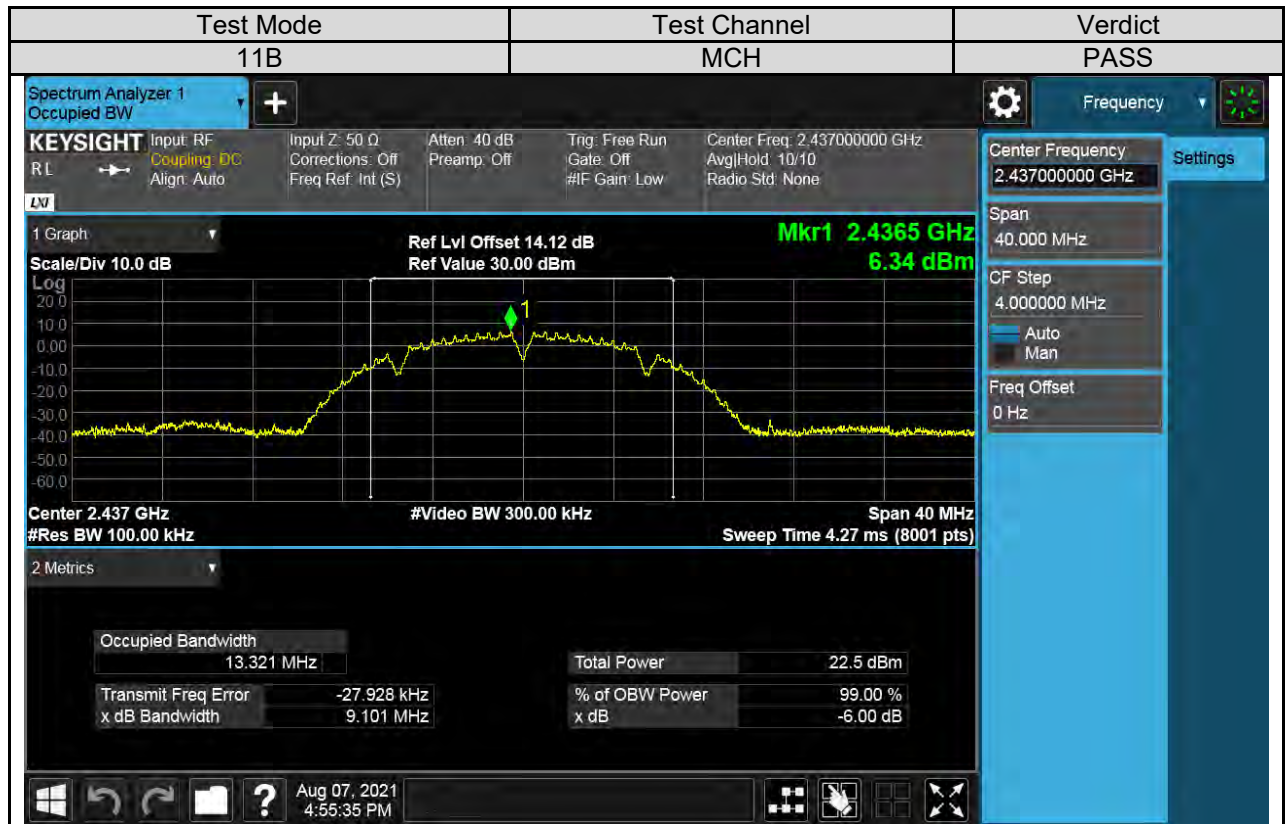 Test Mode Test Channel Verdict
11B MCH PASS
Spectrum Analyzer 1
Occupied BW
+
Frequency
KEYSIGHT
R L
LXI
Input: RF
Coupling: DC
Align: Auto
Input Z: 50 Ω
Corrections: Off
Freq Ref: Int (S)
Atten: 40 dB
Preamp: Off
Trig: Free Run
Gate: Off
#IF Gain: Low
Center Freq: 2.437000000 GHz
Avg|Hold: 10/10
Radio Std: None
1 Graph
Scale/Div 10.0 dB
Ref Lvl Offset 14.12 dB
Ref Value 30.00 dBm
Mkr1 2.4365 GHz
6.34 dBm
Log
20.0
10.0
0.00
-10.0
-20.0
-30.0
-40.0
-50.0
-60.0
1
Center 2.437 GHz
#Res BW 100.00 kHz
#Video BW 300.00 kHz
Span 40 MHz
Sweep Time 4.27 ms (8001 pts)
2 Metrics
Occupied Bandwidth
13.321 MHz
Transmit Freq Error -27.928 kHz
x dB Bandwidth 9.101 MHz
Total Power 22.5 dBm
% of OBW Power 99.00 %
x dB -6.00 dB
Center Frequency
2.437000000 GHz
Settings
Span
40.000 MHz
CF Step
4.000000 MHz
Auto
Man
Freq Offset
0 Hz
?
Aug 07, 2021
4:55:35 PM